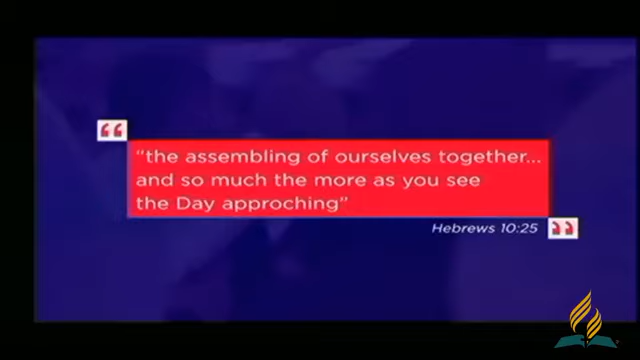 “the assembling of ourselves together...
and so much the more as you see
the Day approching”
Hebrews 10:25